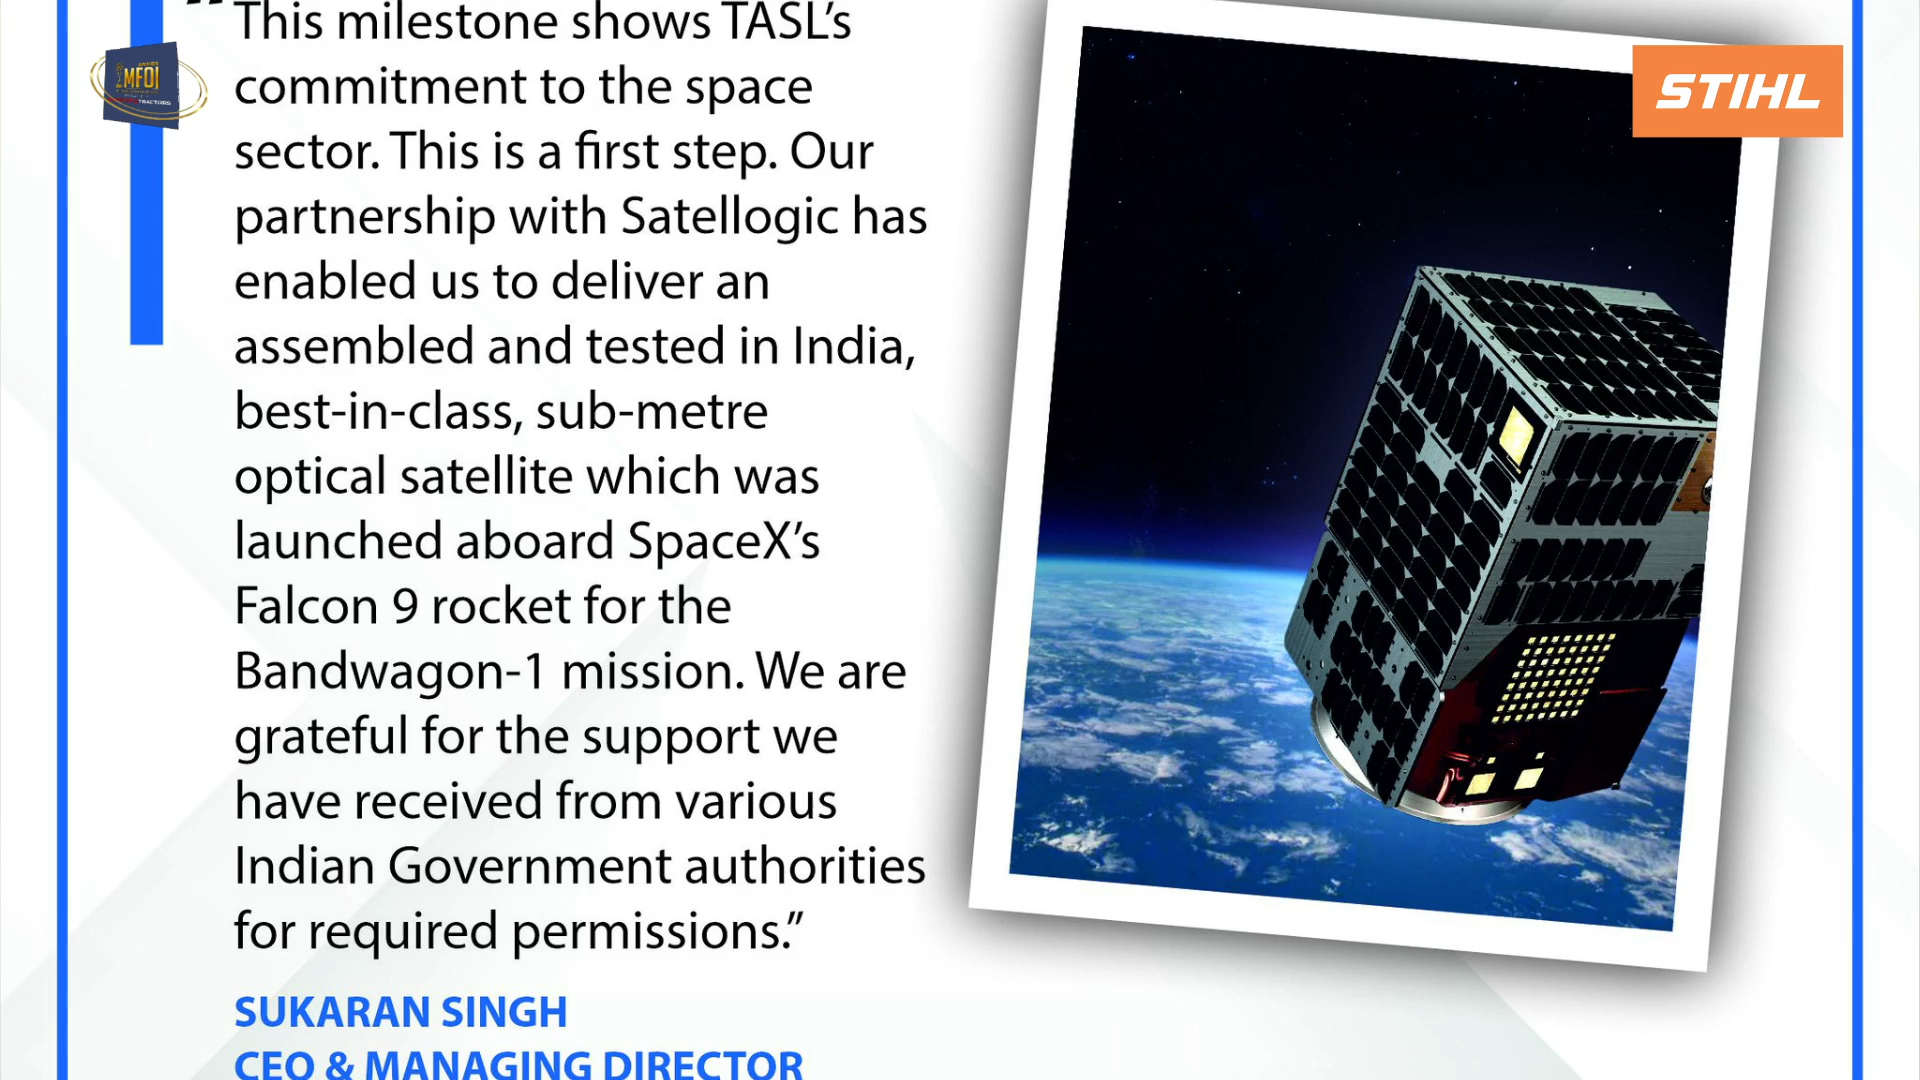 “This milestone shows TASL’s
commitment to the space
sector. This is a first step. Our
partnership with Satellogic has
enabled us to deliver an
assembled and tested in India,
best-in-class, sub-metre
optical satellite which was
launched aboard SpaceX’s
Falcon 9 rocket for the
Bandwagon-1 mission. We are
grateful for the support we
have received from various
Indian Government authorities
for required permissions.”
SUKARAN SINGH
CEO & MANAGING DIRECTOR
MFOI
TRACTORS
STIHL